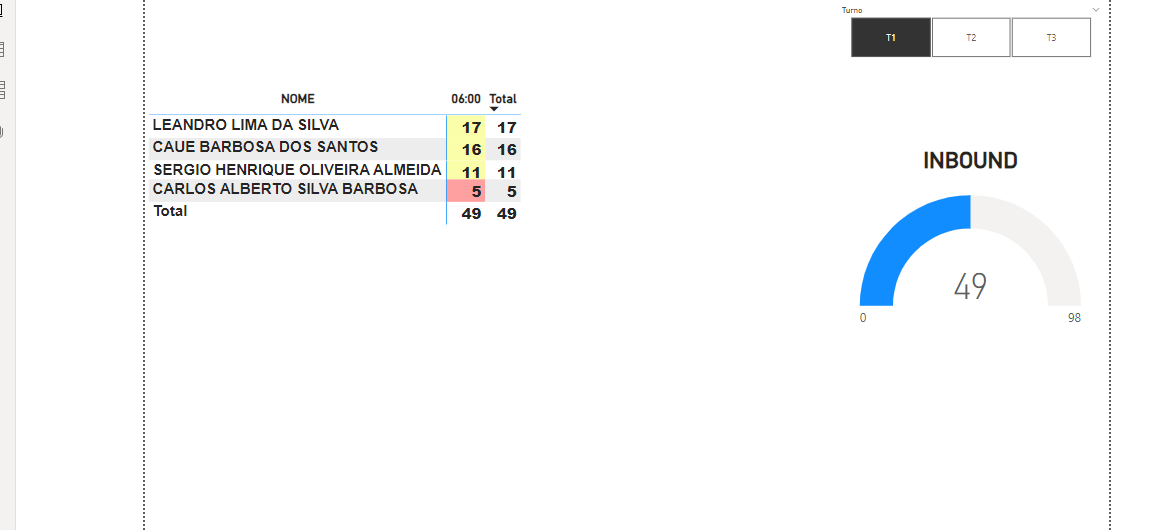 Turno
T1 T2 T3
NOME 06:00 Total
LEANDRO LIMA DA SILVA 17 17
CAUE BARBOSA DOS SANTOS 16 16
SERGIO HENRIQUE OLIVEIRA ALMEIDA 11 11
CARLOS ALBERTO SILVA BARBOSA 5 5
Total 49 49
INBOUND
49
0 98